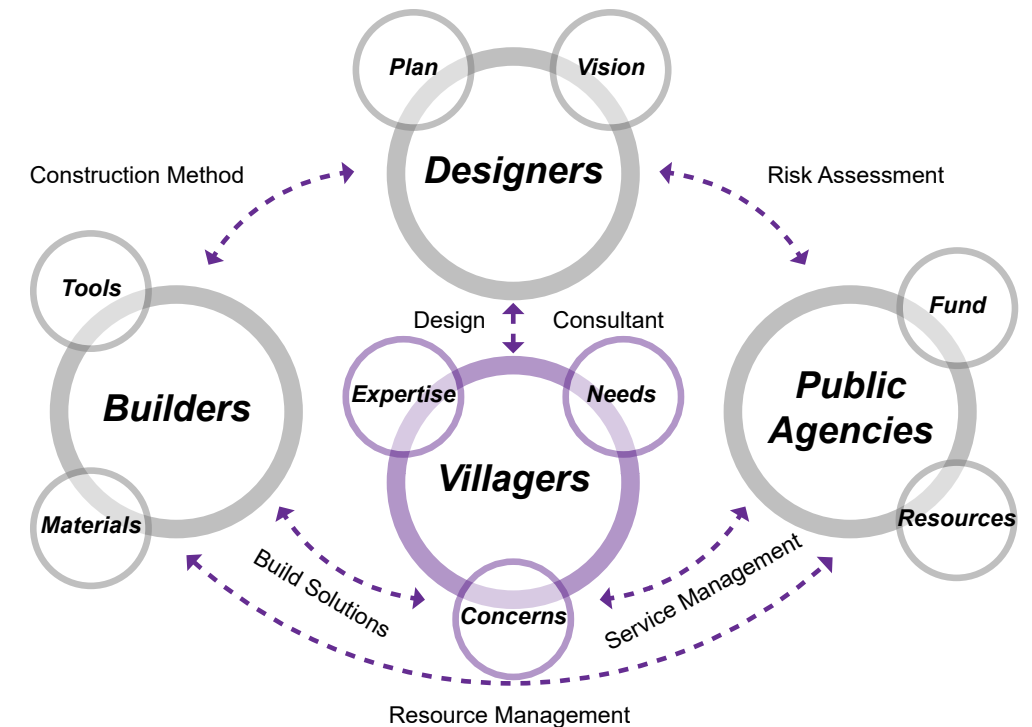 Plan
Vision
Designers
Construction Method
Risk Assessment
Tools
Fund
Design
Consultant
Expertise
Needs
Builders
Public
Agencies
Villagers
Materials
Resources
Build Solutions
Service Management
Concerns
Resource Management